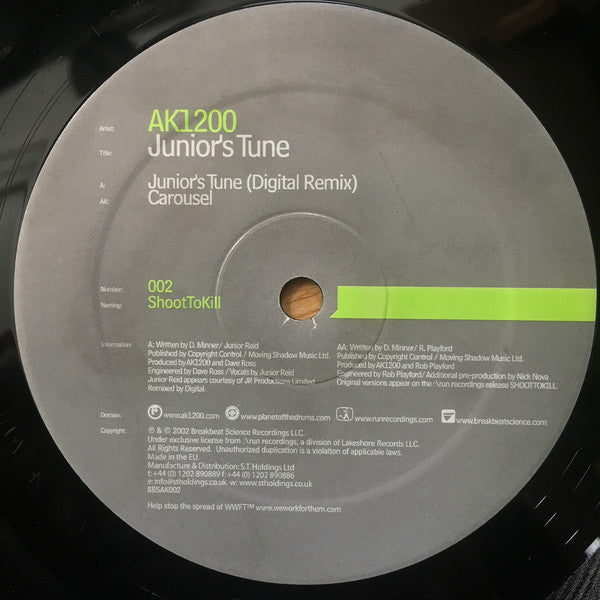 Artist: AK1200
Title: Junior's Tune
A: Junior's Tune (Digital Remix)
AA: Carousel
Number: 002
Naming: ShootToKill
Information: A: Written by D. Minner/ Junior Reid
Published by Copyright Control / Moving Shadow Music Ltd.
Produced by AK1200 and Dave Ross
Engineered by Dave Ross /Vocals by Junior Reid
Junior Reid appears courtesy of JR Productions Limited
Remixed by Digital.
AA: Written by D. Minner/ R. Playford
Published by Copyright Control / Moving Shadow Music Ltd.
Produced by AK1200 and Rob Playford
Engineered by Rob Playford/ Additional pre-production by Nick Nove
Original versions appear on the :\run recordings release SHOOTTOKILL.
Domain: www.ak1200.com www.planetofthedrums.com www.runrecordings.com www.breakbeatscience.com
Copyright: ℗ & © 2002 Breakbeat Science Recordings LLC.
Under exclusive license from :\run recordings, a division of Lakeshore Records LLC.
All Rights Reserved. Unauthorized duplication is a violation of applicable laws.
Made in the EU
Manufacture & Distribution: S.T. Holdings Ltd
t:+44 (0) 1202 890889 f:+44 (0) 1202 890886
e: info@stholdings.co.uk w: www.stholdings.co.uk
BBSAK002
Help stop the spread of WWFT™ www.weworkforthem.com